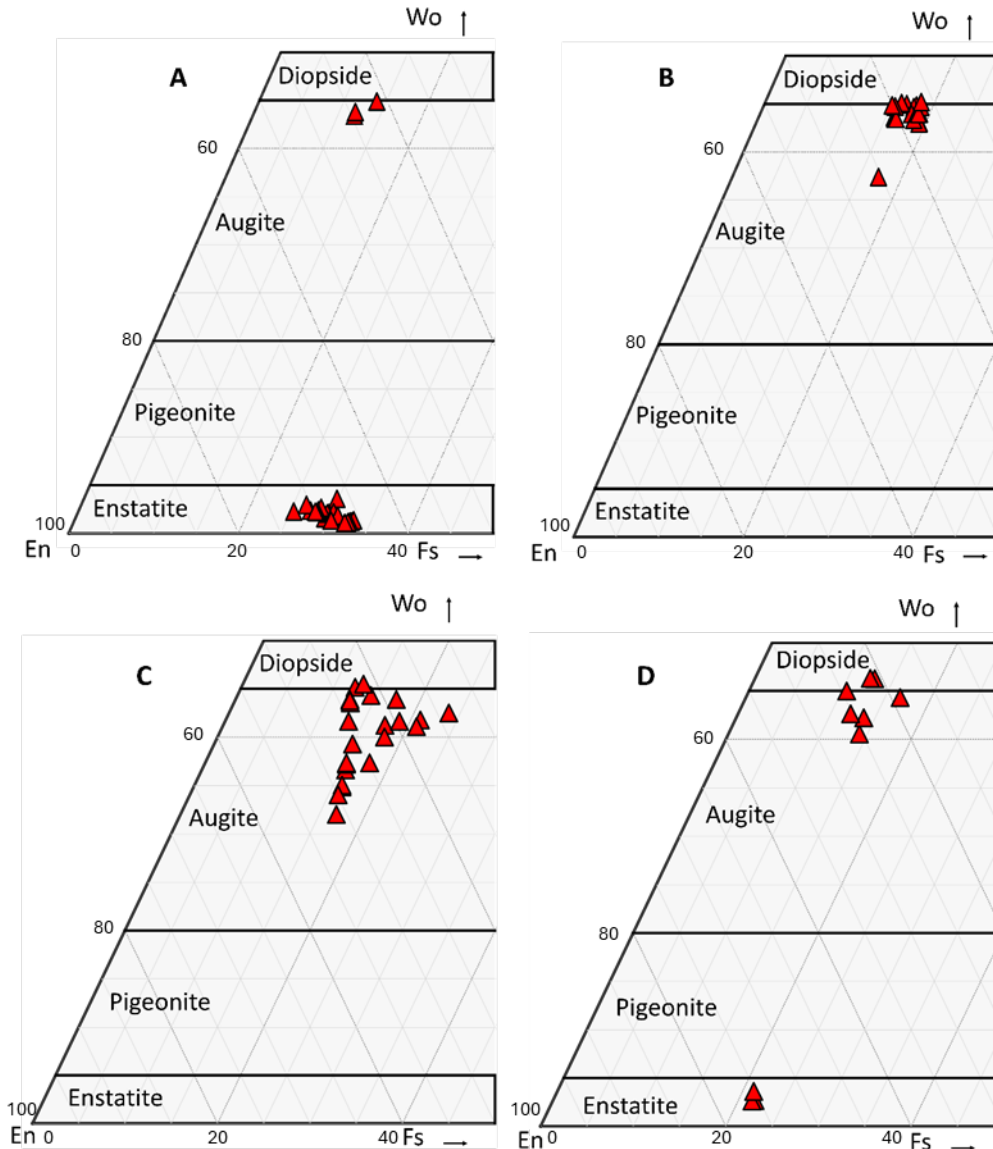 Wo ↑
A
Diopside
60
Augite
80
Pigeonite
Enstatite
100
En 0 20 40 Fs →
Wo ↑
B
Diopside
60
Augite
80
Pigeonite
Enstatite
100
En 0 20 40 Fs →
Wo ↑
C
Diopside
60
Augite
80
Pigeonite
Enstatite
100
En 0 20 40 Fs →
Wo ↑
D
Diopside
60
Augite
80
Pigeonite
Enstatite
100
En 0 20 40 Fs →